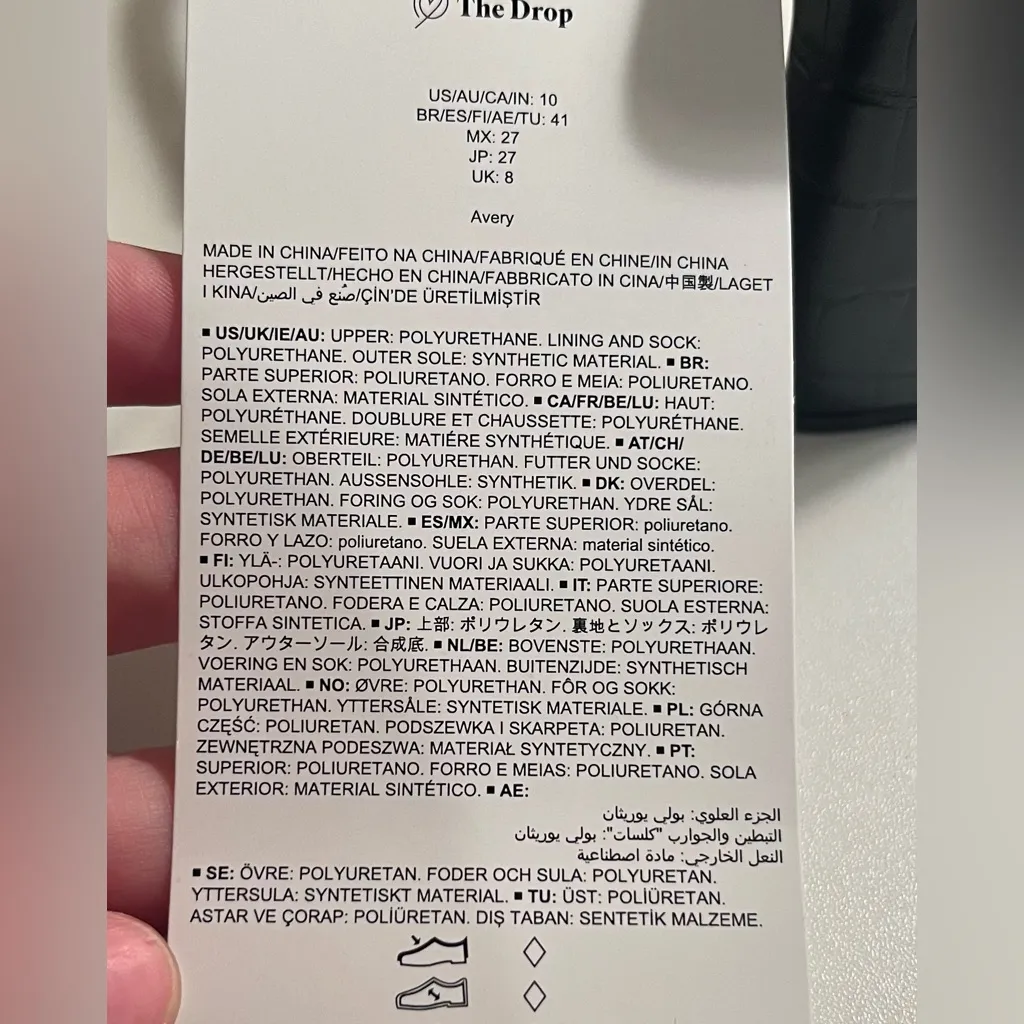 The Drop
US/AU/CA/IN: 10
BR/ES/FI/AE/TU: 41
MX: 27
JP: 27
UK: 8
Avery
MADE IN CHINA/FEITO NA CHINA/FABRIQUÉ EN CHINE/IN CHINA
HERGESTELLT/HECHO EN CHINA/FABBRICATO IN CINA/中国製/LAGET
I KINA/صُنع في الصين/ÇİN'DE ÜRETİLMİŞTİR
▪ US/UK/IE/AU: UPPER: POLYURETHANE. LINING AND SOCK:
POLYURETHANE. OUTER SOLE: SYNTHETIC MATERIAL. ▪ BR:
PARTE SUPERIOR: POLIURETANO. FORRO E MEIA: POLIURETANO.
SOLA EXTERNA: MATERIAL SINTÉTICO. ▪ CA/FR/BE/LU: HAUT:
POLYURÉTHANE. DOUBLURE ET CHAUSSETTE: POLYURÉTHANE.
SEMELLE EXTÉRIEURE: MATIÉRE SYNTHÉTIQUE. ▪ AT/CH/
DE/BE/LU: OBERTEIL: POLYURETHAN. FUTTER UND SOCKE:
POLYURETHAN. AUSSENSOHLE: SYNTHETIK. ▪ DK: OVERDEL:
POLYURETHAN. FORING OG SOK: POLYURETHAN. YDRE SÅL:
SYNTETISK MATERIALE. ▪ ES/MX: PARTE SUPERIOR: poliuretano.
FORRO Y LAZO: poliuretano. SUELA EXTERNA: material sintético.
▪ FI: YLÄ-: POLYURETAANI. VUORI JA SUKKA: POLYURETAANI.
ULKOPOHJA: SYNTEETTINEN MATERIAALI. ▪ IT: PARTE SUPERIORE:
POLIURETANO. FODERA E CALZA: POLIURETANO. SUOLA ESTERNA:
STOFFA SINTETICA. ▪ JP: 上部: ポリウレタン. 裏地とソックス: ポリウレ
タン. アウターソール: 合成底. ▪ NL/BE: BOVENSTE: POLYURETHAAN.
VOERING EN SOK: POLYURETHAAN. BUITENZIJDE: SYNTHETISCH
MATERIAAL. ▪ NO: ØVRE: POLYURETHAN. FÔR OG SOKK:
POLYURETHAN. YTTERSÅLE: SYNTETISK MATERIALE. ▪ PL: GÓRNA
CZĘŚĆ: POLIURETAN. PODSZEWKA I SKARPETA: POLIURETAN.
ZEWNĘTRZNA PODESZWA: MATERIAŁ SYNTETYCZNY. ▪ PT:
SUPERIOR: POLIURETANO. FORRO E MEIAS: POLIURETANO. SOLA
EXTERIOR: MATERIAL SINTÉTICO. ▪ AE:
الجزء العلوي: بولي يوريثان
التبطين والجوارب "كلسات": بولي يوريثان
النعل الخارجي: مادة اصطناعية
▪ SE: ÖVRE: POLYURETAN. FODER OCH SULA: POLYURETAN.
YTTERSULA: SYNTETISKT MATERIAL. ▪ TU: ÜST: POLİÜRETAN.
ASTAR VE ÇORAP: POLİÜRETAN. DIŞ TABAN: SENTETİK MALZEME.